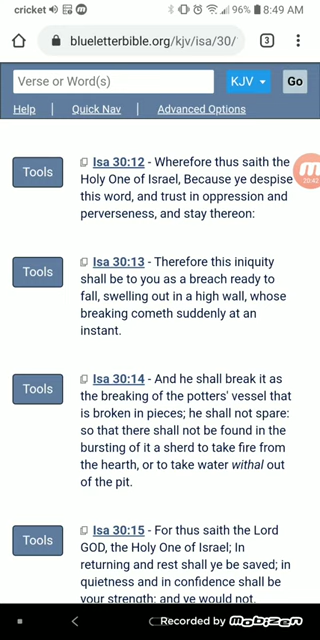 cricket 96% 8:49 AM
blueletterbible.org/kjv/isa/30/ 3
Verse or Word(s) KJV Go
Help | Quick Nav | Advanced Options
Tools
Isa 30:12 - Wherefore thus saith the
Holy One of Israel, Because ye despise
this word, and trust in oppression and
perverseness, and stay thereon:
20:42
Tools
Isa 30:13 - Therefore this iniquity
shall be to you as a breach ready to
fall, swelling out in a high wall, whose
breaking cometh suddenly at an
instant.
Tools
Isa 30:14 - And he shall break it as
the breaking of the potters' vessel that
is broken in pieces; he shall not spare:
so that there shall not be found in the
bursting of it a sherd to take fire from
the hearth, or to take water withal out
of the pit.
Tools
Isa 30:15 - For thus saith the Lord
GOD, the Holy One of Israel; In
returning and rest shall ye be saved; in
quietness and in confidence shall be
your strength: and ye would not.
Recorded by mobizen